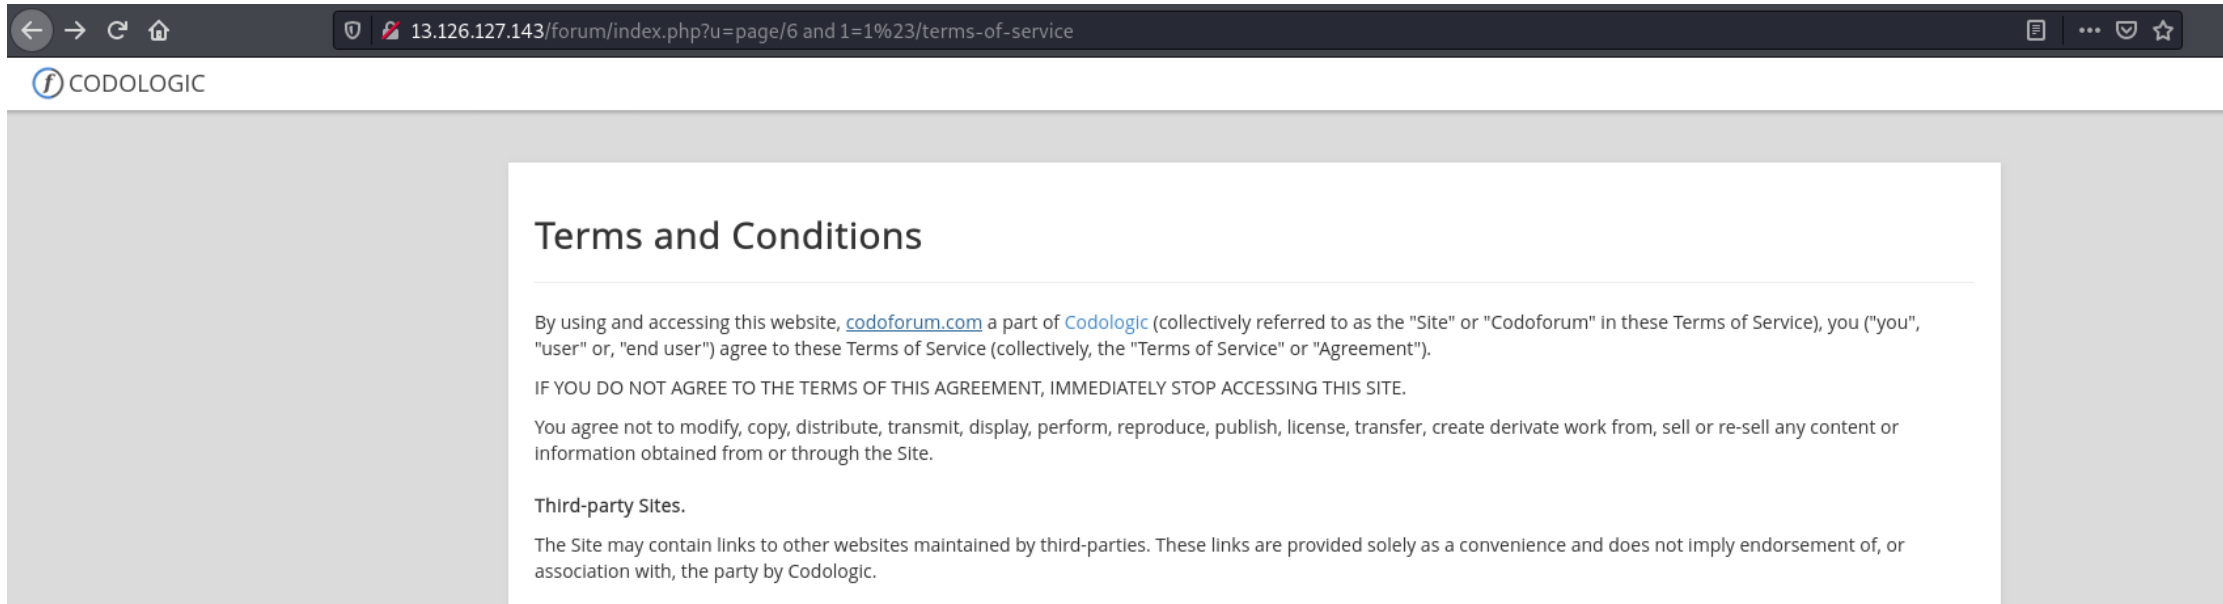 13.126.127.143/forum/index.php?u=page/6 and 1=1%23/terms-of-service
CODOLOGIC
Terms and Conditions
By using and accessing this website, codoforum.com a part of Codologic (collectively referred to as the "Site" or "Codoforum" in these Terms of Service), you ("you",
"user" or, "end user") agree to these Terms of Service (collectively, the "Terms of Service" or "Agreement").
IF YOU DO NOT AGREE TO THE TERMS OF THIS AGREEMENT, IMMEDIATELY STOP ACCESSING THIS SITE.
You agree not to modify, copy, distribute, transmit, display, perform, reproduce, publish, license, transfer, create derivate work from, sell or re-sell any content or
information obtained from or through the Site.
Third-party Sites.
The Site may contain links to other websites maintained by third-parties. These links are provided solely as a convenience and does not imply endorsement of, or
association with, the party by Codologic.